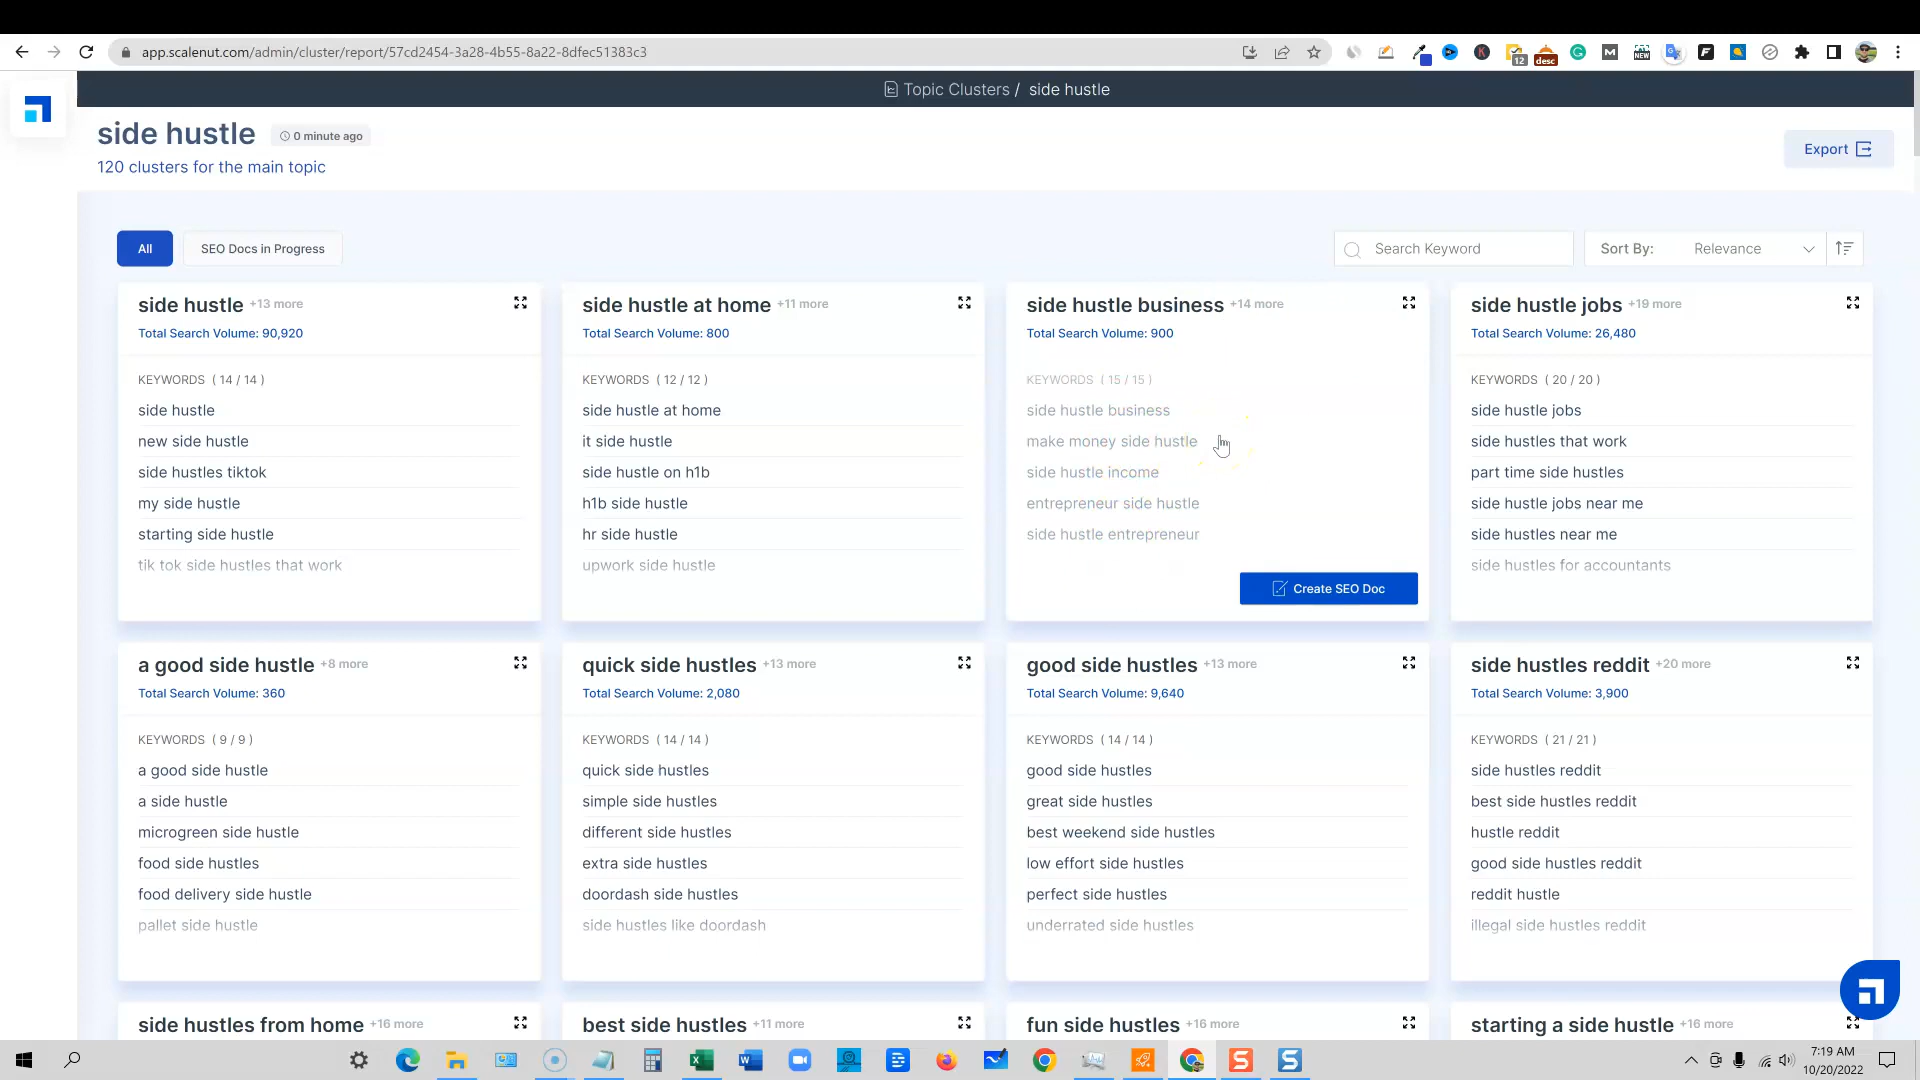 app.scalenut.com/admin/cluster/report/57cd2454-3a28-4b55-8a22-8dfec51383c3
12
desc
NEW
Topic Clusters / side hustle
side hustle 0 minute ago
120 clusters for the main topic
Export
All
SEO Docs in Progress
Search Keyword
Sort By: Relevance
side hustle +13 more
Total Search Volume: 90,920
KEYWORDS ( 14 / 14 )
side hustle
new side hustle
side hustles tiktok
my side hustle
starting side hustle
tik tok side hustles that work
side hustle at home +11 more
Total Search Volume: 800
KEYWORDS ( 12 / 12 )
side hustle at home
it side hustle
side hustle on h1b
h1b side hustle
hr side hustle
upwork side hustle
side hustle business +14 more
Total Search Volume: 900
KEYWORDS ( 15 / 15 )
side hustle business
make money side hustle
side hustle income
entrepreneur side hustle
side hustle entrepreneur
Create SEO Doc
side hustle jobs +19 more
Total Search Volume: 26,480
KEYWORDS ( 20 / 20 )
side hustle jobs
side hustles that work
part time side hustles
side hustle jobs near me
side hustles near me
side hustles for accountants
a good side hustle +8 more
Total Search Volume: 360
KEYWORDS ( 9 / 9 )
a good side hustle
a side hustle
microgreen side hustle
food side hustles
food delivery side hustle
pallet side hustle
quick side hustles +13 more
Total Search Volume: 2,080
KEYWORDS ( 14 / 14 )
quick side hustles
simple side hustles
different side hustles
extra side hustles
doordash side hustles
side hustles like doordash
good side hustles +13 more
Total Search Volume: 9,640
KEYWORDS ( 14 / 14 )
good side hustles
great side hustles
best weekend side hustles
low effort side hustles
perfect side hustles
underrated side hustles
side hustles reddit +20 more
Total Search Volume: 3,900
KEYWORDS ( 21 / 21 )
side hustles reddit
best side hustles reddit
hustle reddit
good side hustles reddit
reddit hustle
illegal side hustles reddit
side hustles from home +16 more
best side hustles +11 more
fun side hustles +16 more
starting a side hustle +16 more
7:19 AM
10/20/2022